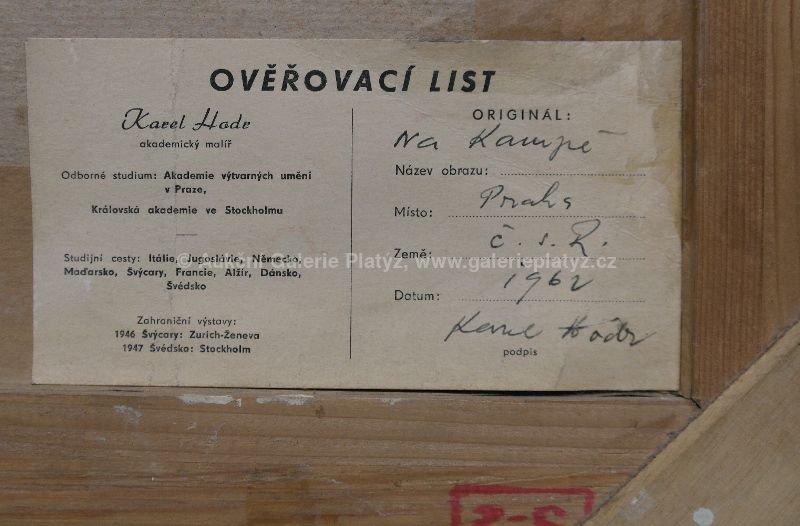 OVĚŘOVACÍ LIST
Karel Hodr
akademický malíř
Odborné studium: Akademie výtvarných umění
v Praze,
Královská akademie ve Stockholmu
Studijní cesty: Itálie, Jugoslávie, Německo,
Maďarsko, Švýcary, Francie, Alžír, Dánsko,
Švédsko
Zahraniční výstavy:
1946 Švýcary: Zurich-Ženeva
1947 Švédsko: Stockholm
ORIGINÁL:
Na Kampě
Název obrazu:
Místo: Praha
Země: č. s. R.
Datum: 1962
Karel Hodr
podpis
© Aukční Galerie Platýz, www.galerieplatyz.cz